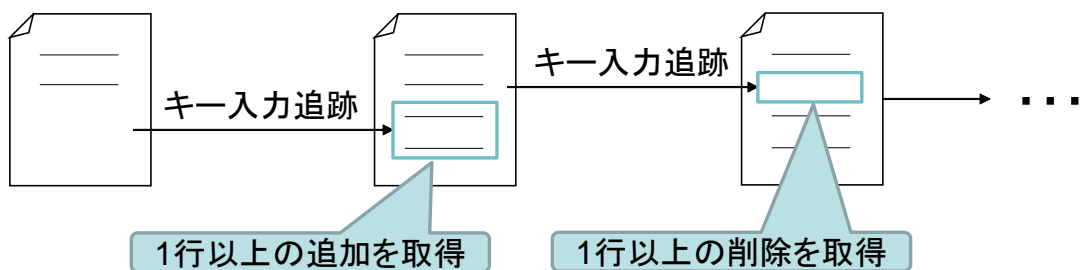 キー入力追跡
キー入力追跡
・・・
1行以上の追加を取得
1行以上の削除を取得